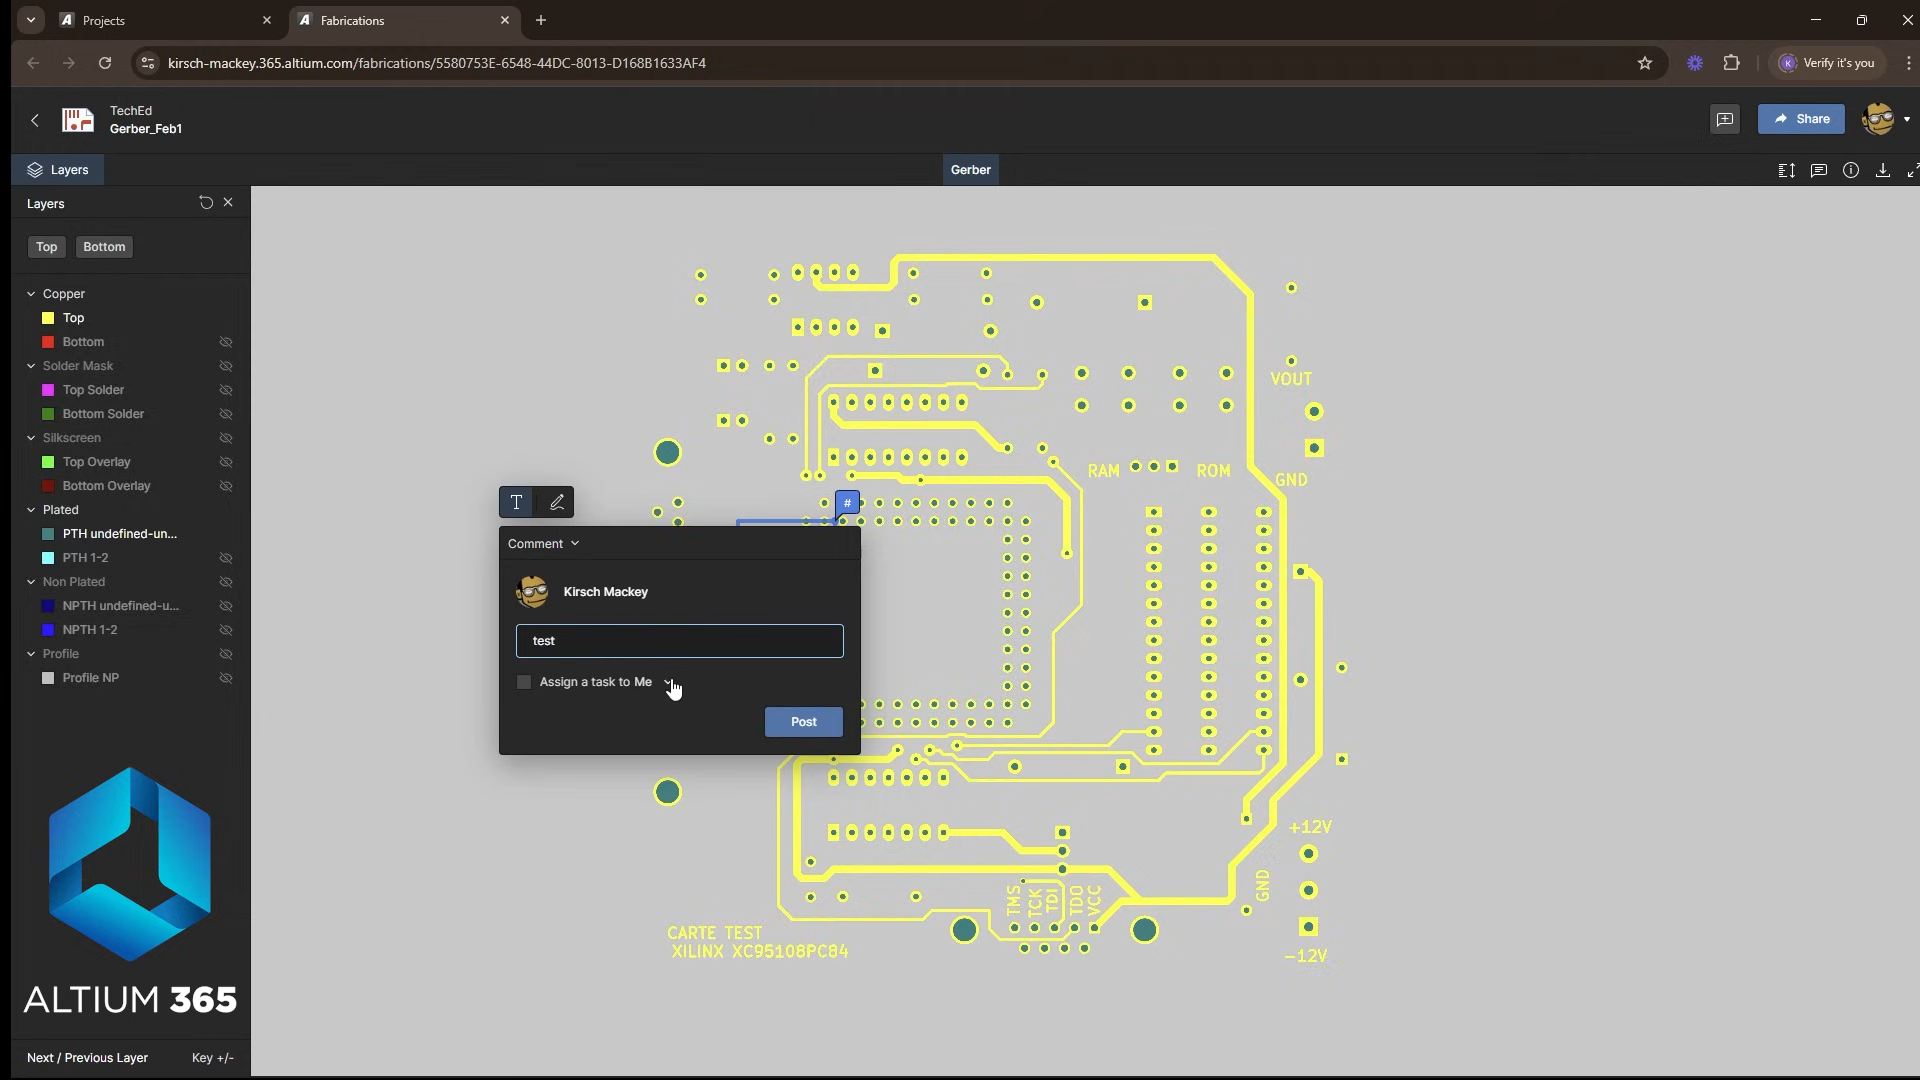 Projects
Fabrications
kirsch-mackey.365.altium.com/fabrications/5580753E-6548-44DC-8013-D168B1633AF4
Verify it's you
TechEd
Gerber_Feb1
Share
Layers
Gerber
Layers
Top
Bottom
Copper
Top
Bottom
Solder Mask
Top Solder
Bottom Solder
Silkscreen
Top Overlay
Bottom Overlay
Plated
PTH undefined-un...
PTH 1-2
Non Plated
NPTH undefined-u...
NPTH 1-2
Profile
Profile NP
ALTIUM 365
Next / Previous Layer
Key +/-
#
Comment
Kirsch Mackey
test
Assign a task to Me
Post
VOUT
RAM
ROM
GND
+12V
GND
-12V
TMS
TCK
TDI
TDO
VCC
CARTE TEST
XILINX XC95108PC84